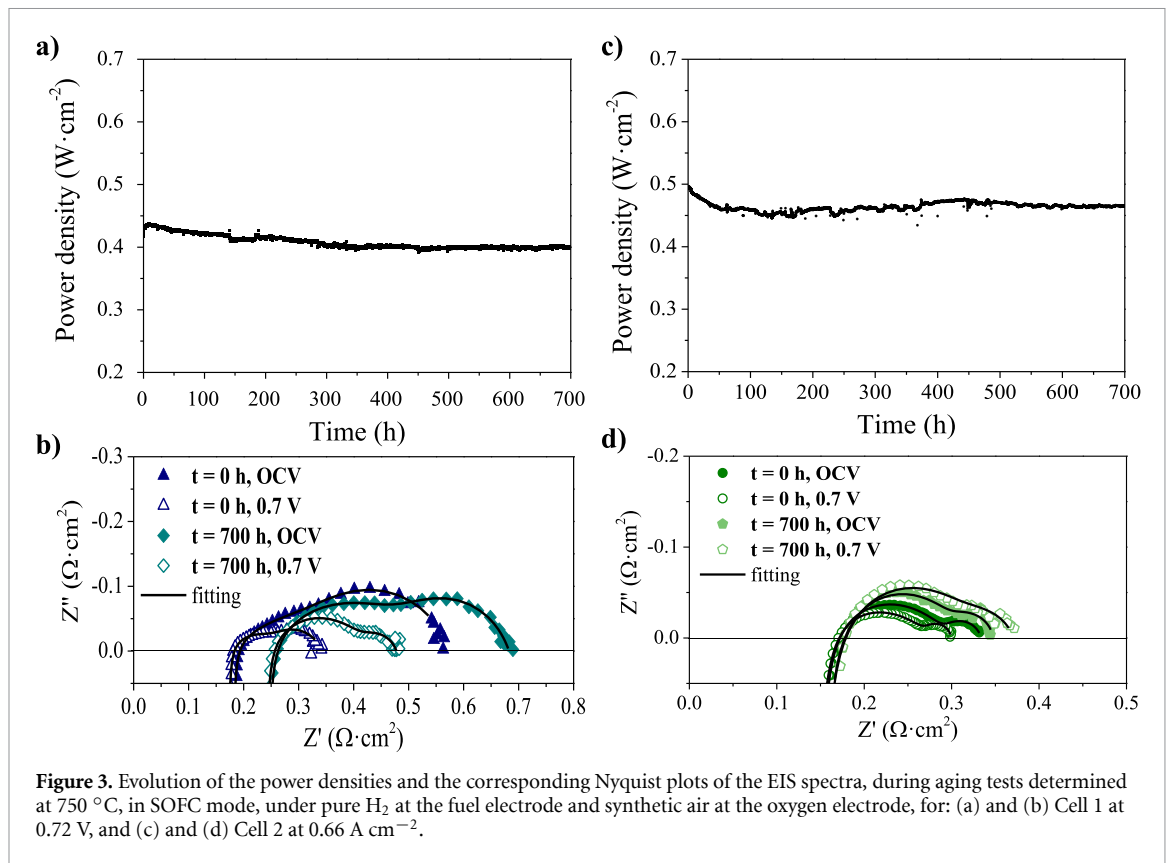 a)
0.7
0.6
0.5
0.4
0.3
0.2
Power density (W·cm-2)
0 100 200 300 400 500 600 700
Time (h)
c)
0.7
0.6
0.5
0.4
0.3
0.2
Power density (W·cm-2)
0 100 200 300 400 500 600 700
Time (h)
b)
-0.3
-0.2
-0.1
0.0
Z'' (Ω·cm2)
t = 0 h, OCV
t = 0 h, 0.7 V
t = 700 h, OCV
t = 700 h, 0.7 V
fitting
0.0 0.1 0.2 0.3 0.4 0.5 0.6 0.7 0.8
Z' (Ω·cm2)
d)
-0.2
-0.1
0.0
Z'' (Ω·cm2)
t = 0 h, OCV
t = 0 h, 0.7 V
t = 700 h, OCV
t = 700 h, 0.7 V
fitting
0.0 0.1 0.2 0.3 0.4 0.5
Z' (Ω·cm2)
Figure 3. Evolution of the power densities and the corresponding Nyquist plots of the EIS spectra, during aging tests determined
at 750 °C, in SOFC mode, under pure H2 at the fuel electrode and synthetic air at the oxygen electrode, for: (a) and (b) Cell 1 at
0.72 V, and (c) and (d) Cell 2 at 0.66 A cm−2.